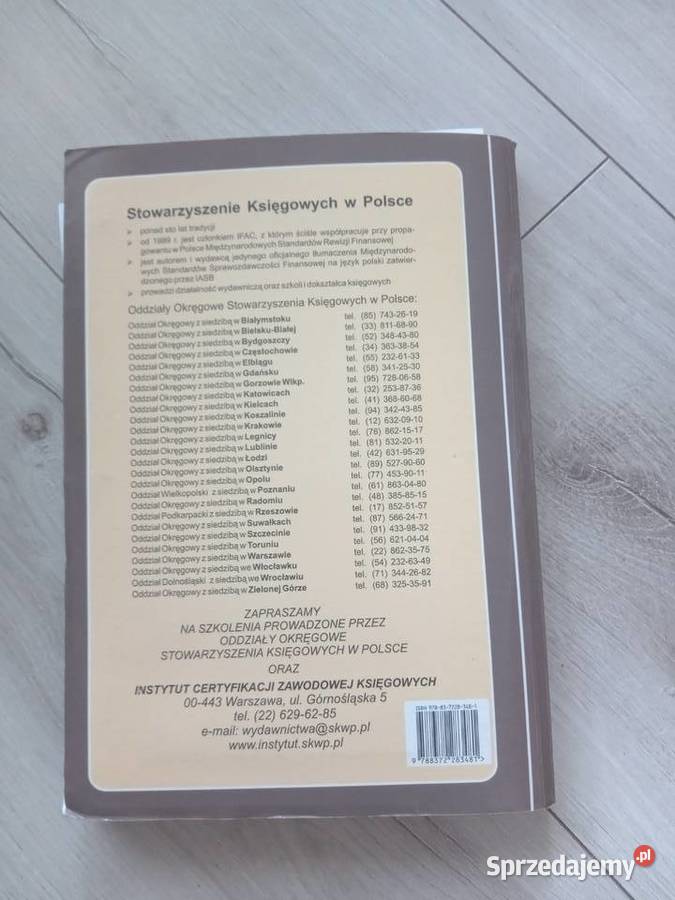 Stowarzyszenie Księgowych w Polsce
➢ ponad sto lat tradycji
➢ od 1989 r. jest członkiem IFAC, z którym ściśle współpracuje przy propa-
gowaniu w Polsce Międzynarodowych Standardów Rewizji Finansowej
➢ jest autorem i wydawcą jedynego oficjalnego tłumaczenia Międzynarodo-
wych Standardów Sprawozdawczości Finansowej na język polski zatwier-
dzonego przez IASB
➢ prowadzi działalność wydawniczą oraz szkoli i dokształca księgowych
Oddziały Okręgowe Stowarzyszenia Księgowych w Polsce:
Oddział Okręgowy z siedzibą w Białymstoku tel. (85) 743-26-19
Oddział Okręgowy z siedzibą w Bielsku-Białej tel. (33) 811-68-90
Oddział Okręgowy z siedzibą w Bydgoszczy tel. (52) 348-43-80
Oddział Okręgowy z siedzibą w Częstochowie tel. (34) 363-38-54
Oddział Okręgowy z siedzibą w Elblągu tel. (55) 232-61-33
Oddział Okręgowy z siedzibą w Gdańsku tel. (58) 341-25-30
Oddział Okręgowy z siedzibą w Gorzowie Wlkp. tel. (95) 728-06-58
Oddział Okręgowy z siedzibą w Katowicach tel. (32) 253-87-36
Oddział Okręgowy z siedzibą w Kielcach tel. (41) 368-60-68
Oddział Okręgowy z siedzibą w Koszalinie tel. (94) 342-43-85
Oddział Okręgowy z siedzibą w Krakowie tel. (12) 632-09-10
Oddział Okręgowy z siedzibą w Legnicy tel. (76) 862-15-17
Oddział Okręgowy z siedzibą w Lublinie tel. (81) 532-20-11
Oddział Okręgowy z siedzibą w Łodzi tel. (42) 631-95-29
Oddział Okręgowy z siedzibą w Olsztynie tel. (89) 527-90-60
Oddział Okręgowy z siedzibą w Opolu tel. (77) 453-90-11
Oddział Wielkopolski z siedzibą w Poznaniu tel. (61) 863-04-80
Oddział Okręgowy z siedzibą w Radomiu tel. (48) 385-85-15
Oddział Podkarpacki z siedzibą w Rzeszowie tel. (17) 852-51-57
Oddział Okręgowy z siedzibą w Suwałkach tel. (87) 566-24-71
Oddział Okręgowy z siedzibą w Szczecinie tel. (91) 433-98-32
Oddział Okręgowy z siedzibą w Toruniu tel. (56) 621-04-04
Oddział Okręgowy z siedzibą w Warszawie tel. (22) 862-35-75
Oddział Okręgowy z siedzibą we Włocławku tel. (54) 232-63-49
Oddział Dolnośląski z siedzibą we Wrocławiu tel. (71) 344-26-82
Oddział Okręgowy z siedzibą w Zielonej Górze tel. (68) 325-35-91
ZAPRASZAMY
NA SZKOLENIA PROWADZONE PRZEZ
ODDZIAŁY OKRĘGOWE
STOWARZYSZENIA KSIĘGOWYCH W POLSCE
ORAZ
INSTYTUT CERTYFIKACJI ZAWODOWEJ KSIĘGOWYCH
00-443 Warszawa, ul. Górnośląska 5
tel. (22) 629-62-85
e-mail: wydawnictwa@skwp.pl
www.instytut.skwp.pl
ISBN 978-83-7228-348-1
9 788372 283481>
Sprzedajemy.pl